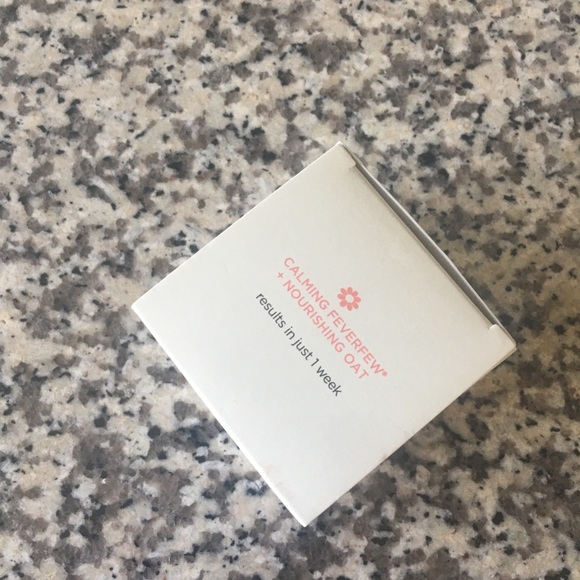 CALMING FEVERFEW®
+ NOURISHING OAT
results in just 1 week